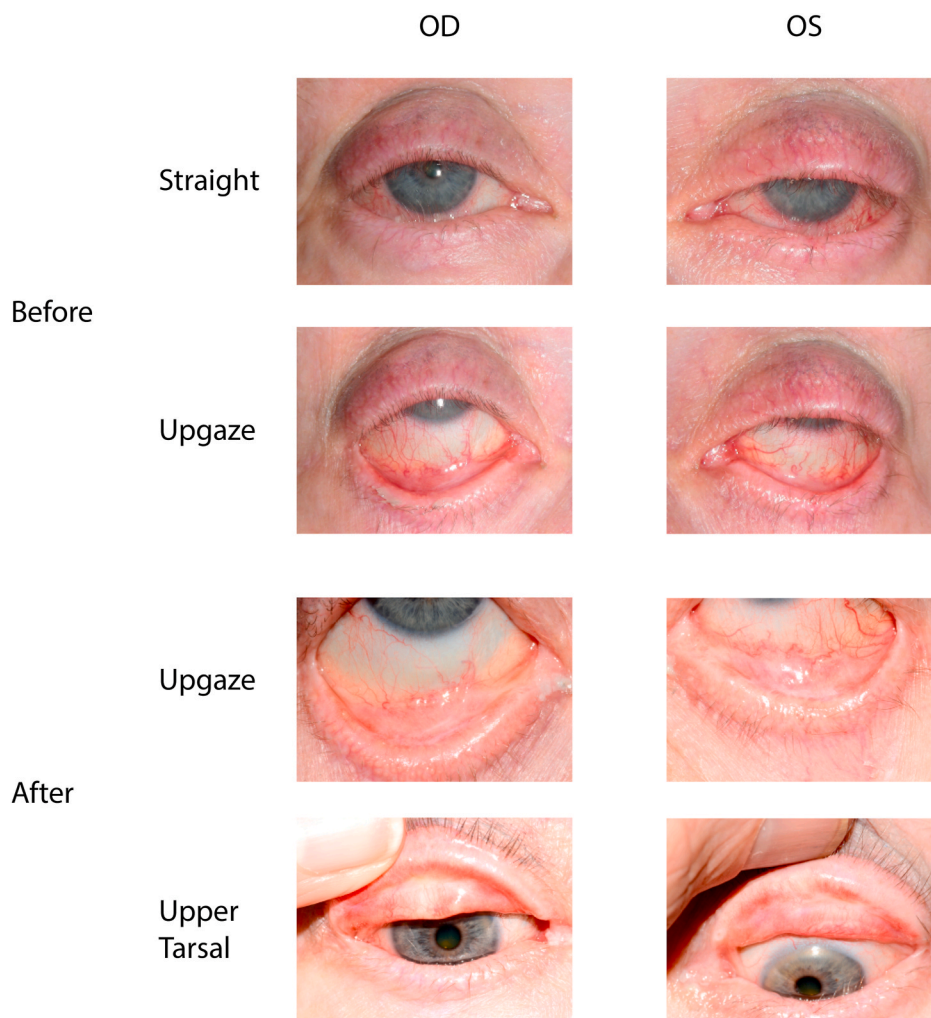 OD
OS
Straight
Before
Upgaze
Upgaze
After
Upper
Tarsal